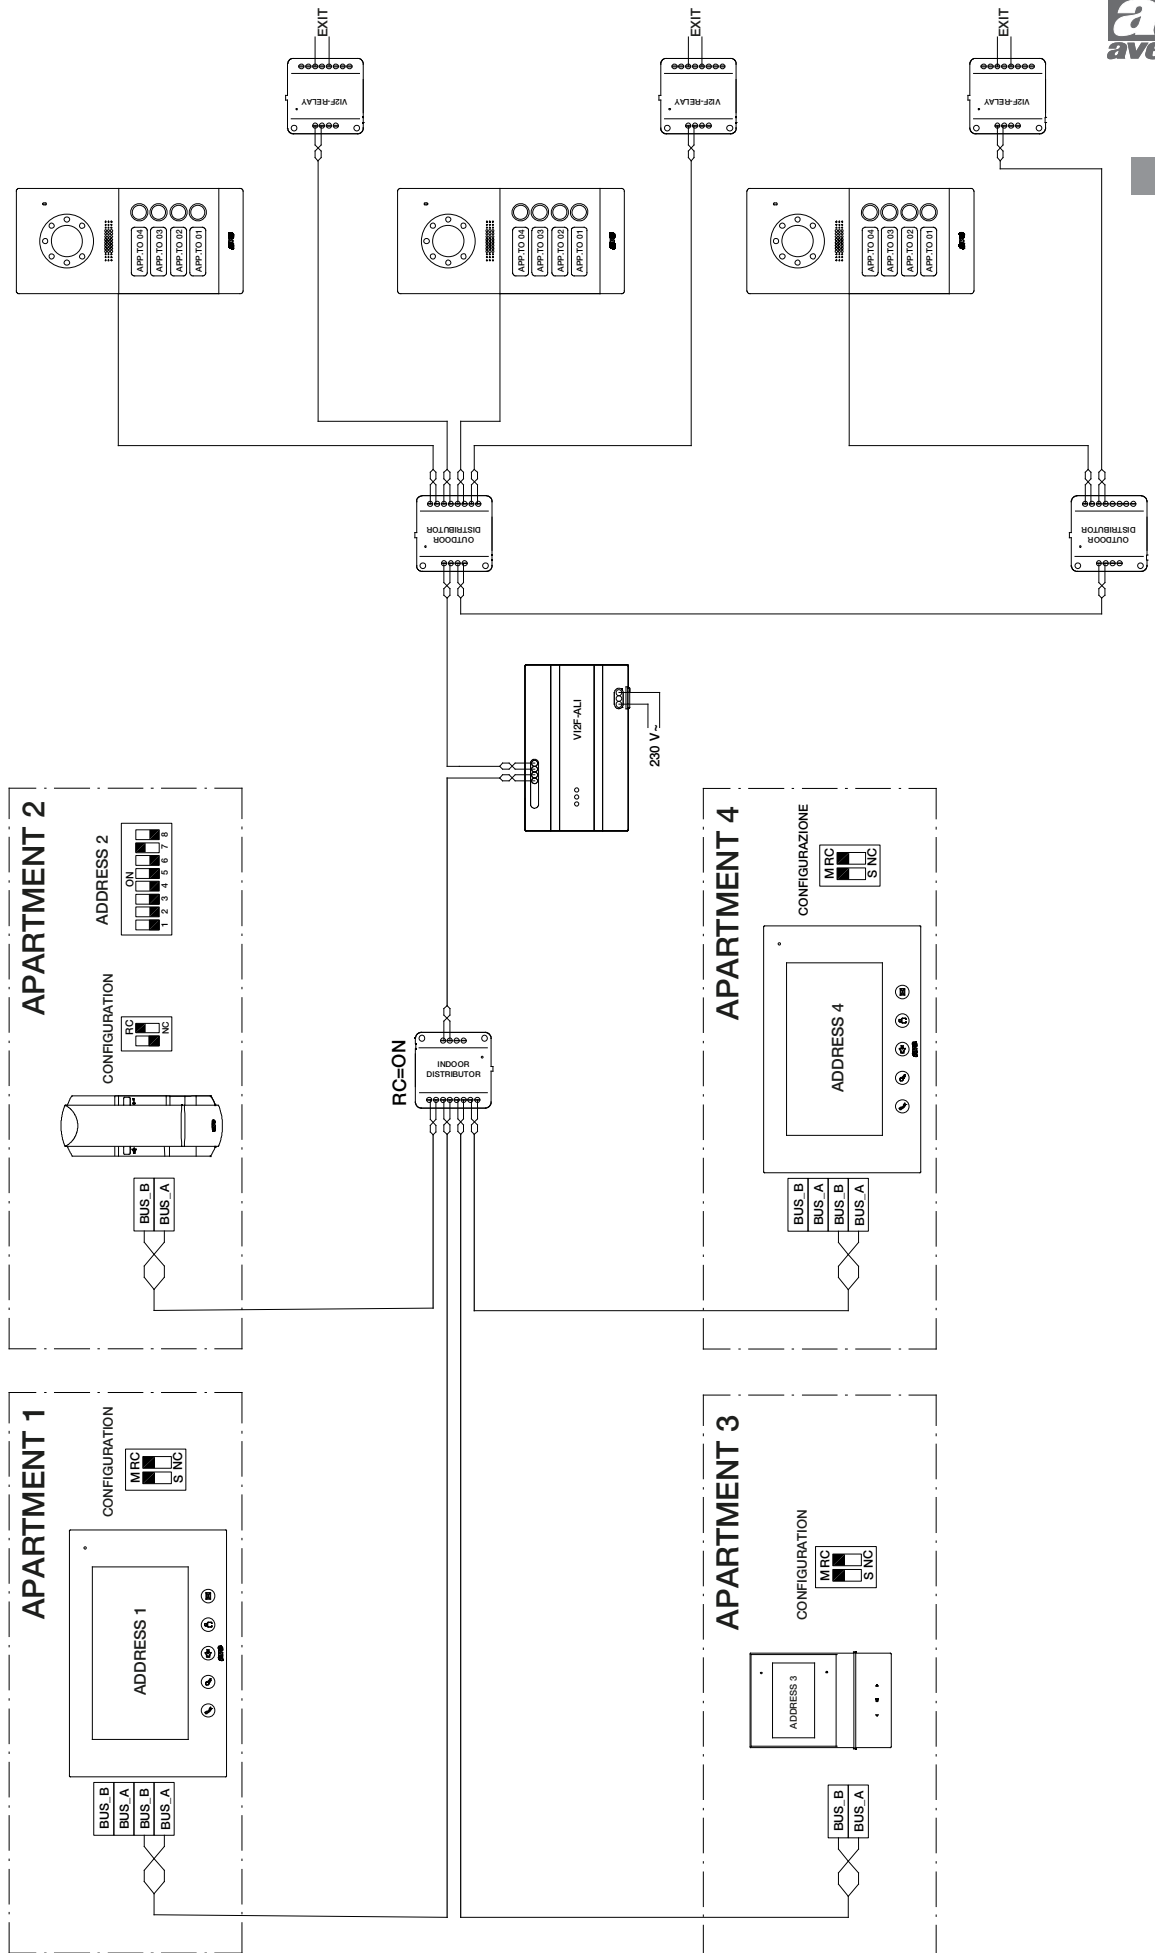 ave
EXIT
EXIT
EXIT
VI2F-RELAY
VI2F-RELAY
VI2F-RELAY
APP.TO 04
APP.TO 03
APP.TO 02
APP.TO 01
APP.TO 04
APP.TO 03
APP.TO 02
APP.TO 01
APP.TO 04
APP.TO 03
APP.TO 02
APP.TO 01
OUTDOOR
DISTRIBUTOR
OUTDOOR
DISTRIBUTOR
VI2F-ALI
230 V~
APARTMENT 2
ADDRESS 2
ON
1 2 3 4 5 6 7 8
CONFIGURATION
RC
NC
BUS_B
BUS_A
RC=ON
INDOOR
DISTRIBUTOR
APARTMENT 4
CONFIGURAZIONE
M RC
S NC
ADDRESS 4
BUS_B
BUS_A
BUS_B
BUS_A
APARTMENT 1
CONFIGURATION
M RC
S NC
ADDRESS 1
BUS_B
BUS_A
BUS_B
BUS_A
APARTMENT 3
CONFIGURATION
M RC
S NC
ADDRESS 3
BUS_B
BUS_A